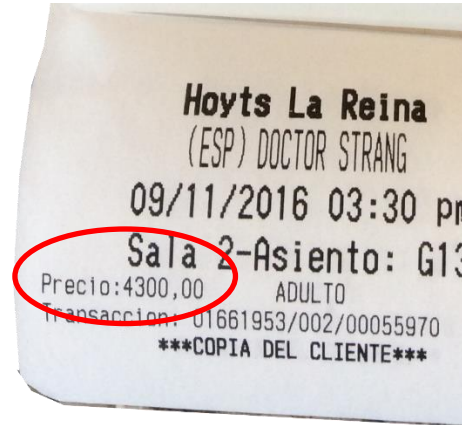 Hoyts La Reina
(ESP) DOCTOR STRANG
09/11/2016 03:30 pm
Sala 2-Asiento: G13
Precio:4300,00 ADULTO
Transaccion: 01661953/002/00055970
***COPIA DEL CLIENTE***